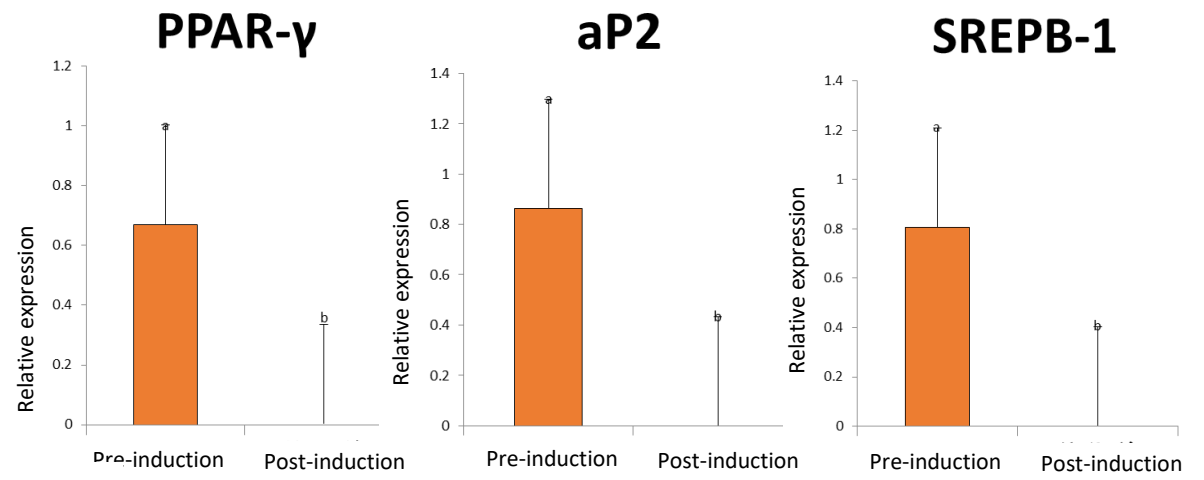 PPAR-γ
1.2
1
0.8
0.6
0.4
0.2
0
Relative expression
a
b
Pre-induction
Post-induction
aP2
1.4
1.2
1
0.8
0.6
0.4
0.2
0
Relative expression
a
b
Pre-induction
Post-induction
SREPB-1
1.4
1.2
1
0.8
0.6
0.4
0.2
0
Relative expression
a
b
Pre-induction
Post-induction